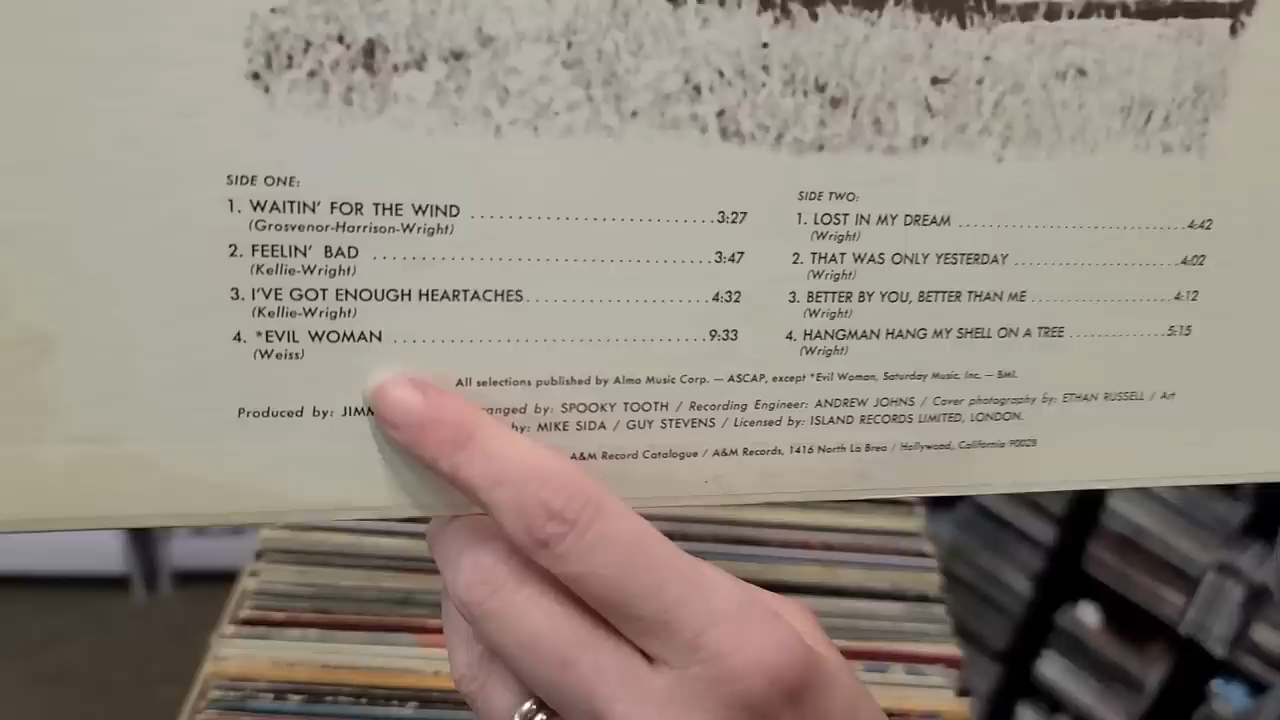 SIDE ONE:
1. WAITIN' FOR THE WIND ........................3:27
(Grosvenor-Harrison-Wright)
2. FEELIN' BAD ..................................3:47
(Kellie-Wright)
3. I'VE GOT ENOUGH HEARTACHES..................4:32
(Kellie-Wright)
4. *EVIL WOMAN ................................9:33
(Weiss)
SIDE TWO:
1. LOST IN MY DREAM ..............................4:42
(Wright)
2. THAT WAS ONLY YESTERDAY ......................4:02
(Wright)
3. BETTER BY YOU, BETTER THAN ME ..................4:12
(Wright)
4. HANGMAN HANG MY SHELL ON A TREE ..............5:15
(Wright)
All selections published by Almo Music Corp. — ASCAP, except *Evil Woman, Saturday Music. Inc. — BMI.
Produced by: JIMM anged by: SPOOKY TOOTH / Recording Engineer: ANDREW JOHNS / Cover photography by: ETHAN RUSSELL / Art
by: MIKE SIDA / GUY STEVENS / Licensed by: ISLAND RECORDS LIMITED, LONDON.
A&M Record Catalogue / A&M Records, 1416 North La Brea / Hollywood, California 90028